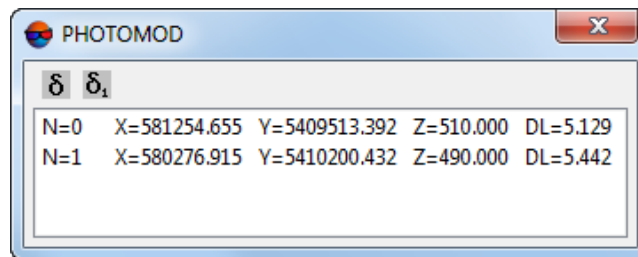 PHOTOMOD
δ δ₁
N=0 X=581254.655 Y=5409513.392 Z=510.000 DL=5.129
N=1 X=580276.915 Y=5410200.432 Z=490.000 DL=5.442